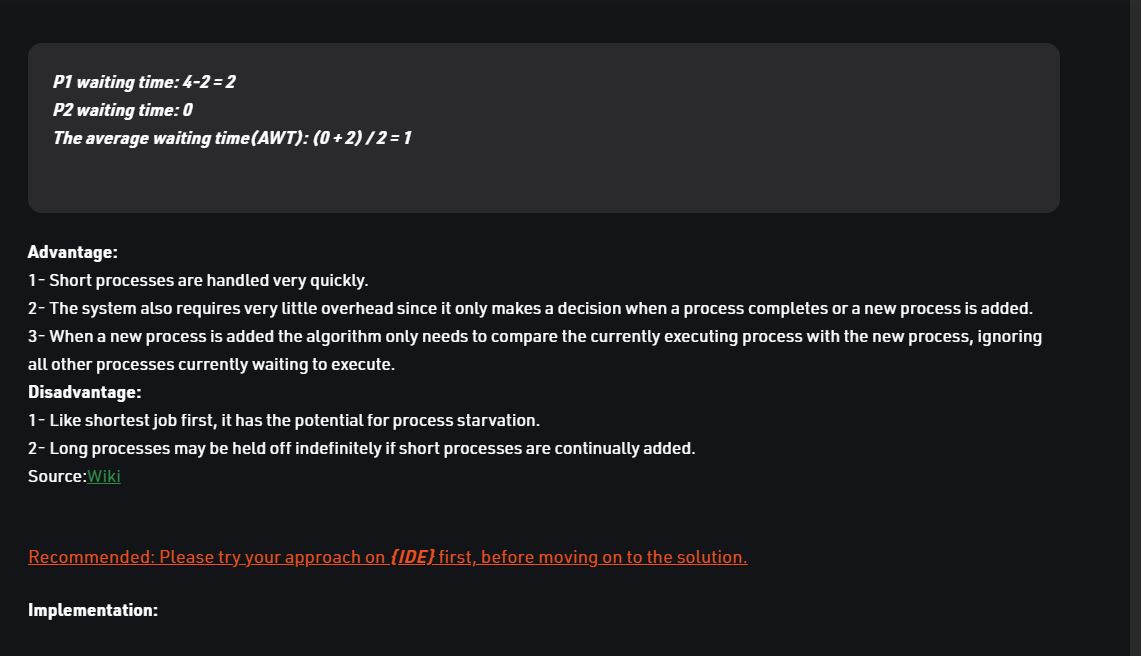 P1 waiting time: 4-2 = 2
P2 waiting time: 0
The average waiting time(AWT): (0 + 2) / 2 = 1
Advantage:
1- Short processes are handled very quickly.
2- The system also requires very little overhead since it only makes a decision when a process completes or a new process is added.
3- When a new process is added the algorithm only needs to compare the currently executing process with the new process, ignoring
all other processes currently waiting to execute.
Disadvantage:
1- Like shortest job first, it has the potential for process starvation.
2- Long processes may be held off indefinitely if short processes are continually added.
Source:Wiki
Recommended: Please try your approach on {IDE} first, before moving on to the solution.
Implementation: